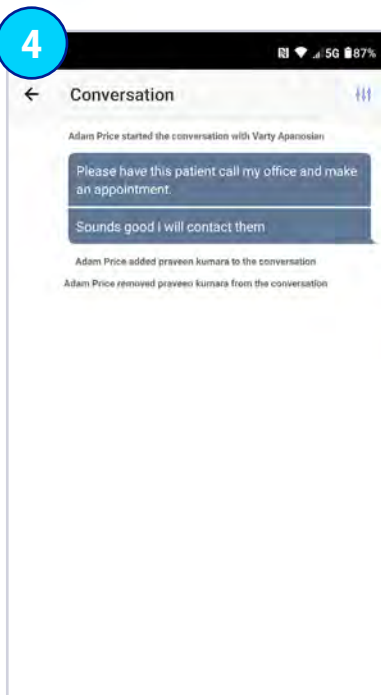 4
5G 87%
Conversation
Adam Price started the conversation with Varty Apanosian
Please have this patient call my office and make
an appointment.
Sounds good i will contact them
Adam Price added praveen kumara to the conversation
Adam Price removed praveen kumara from the conversation